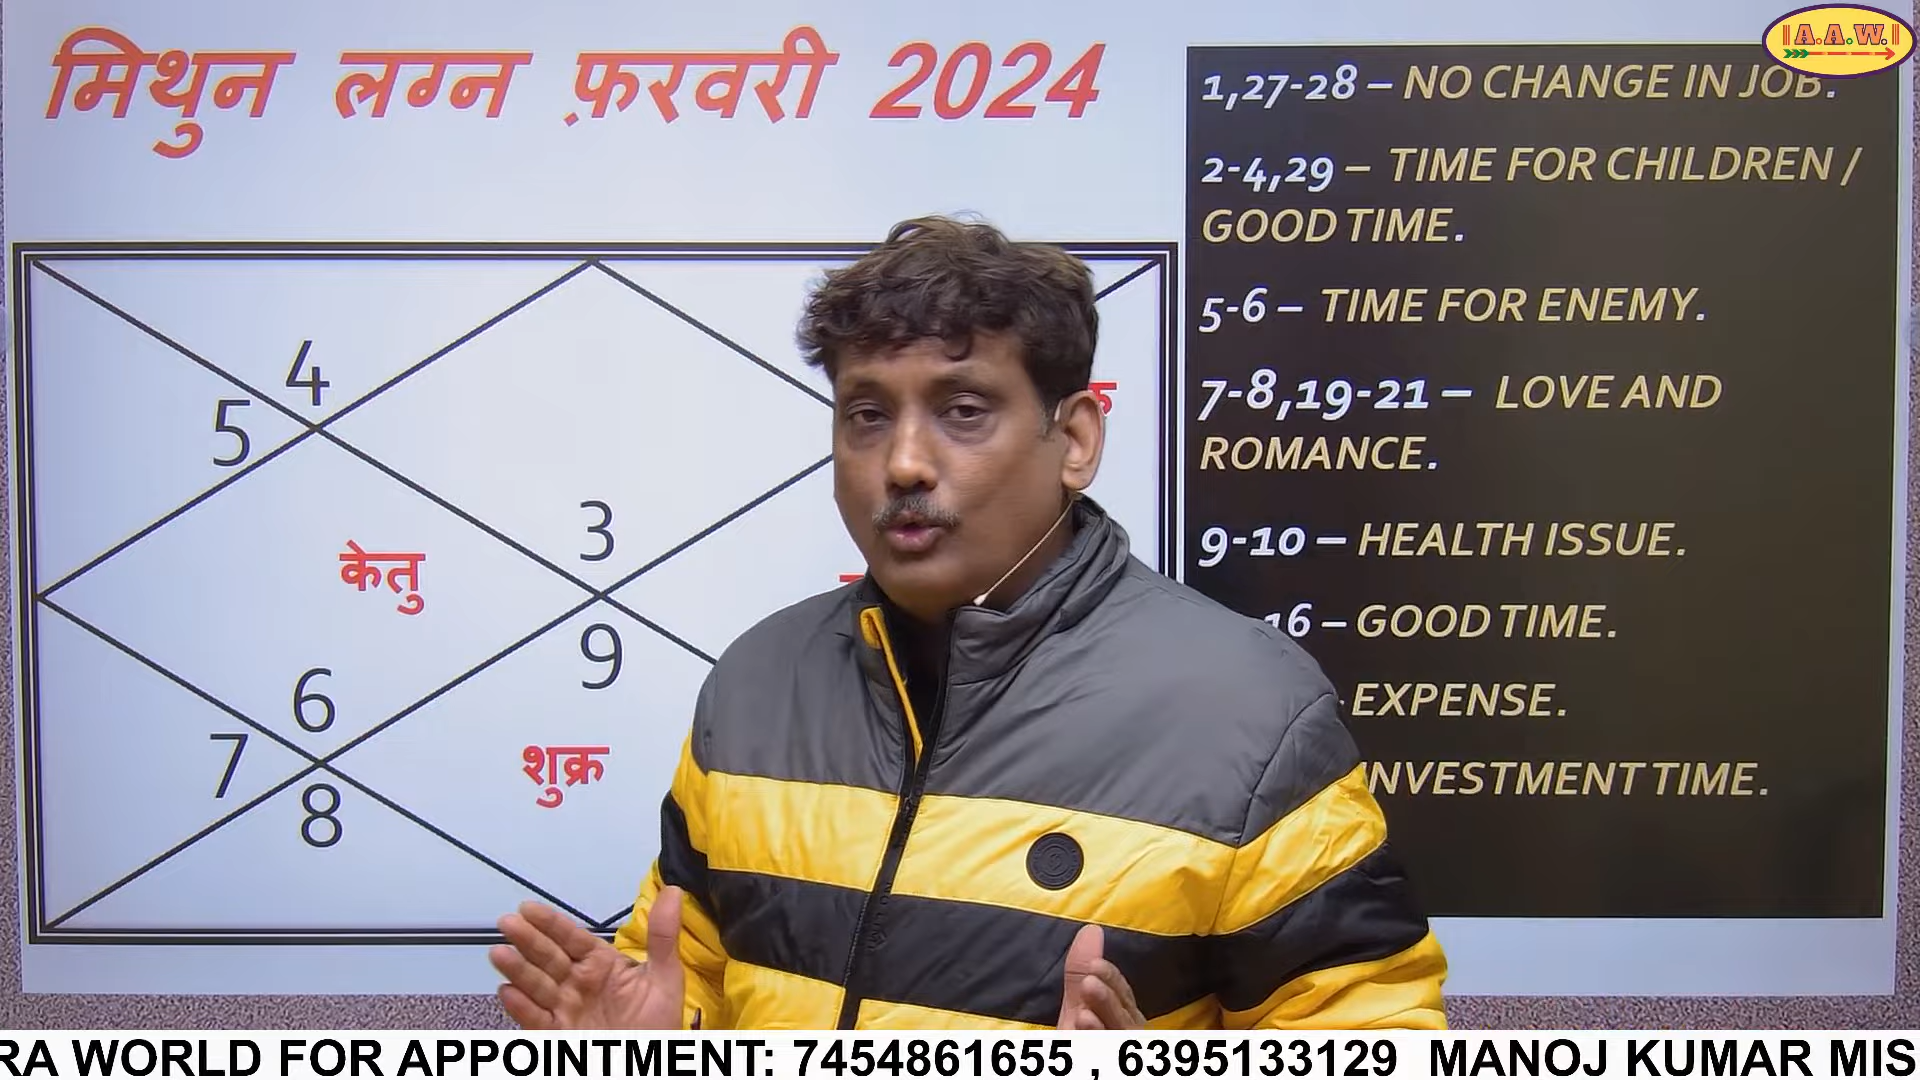 मिथुन लग्न फ़रवरी 2024
|A.A.W.|
1,27-28 – NO CHANGE IN JOB.
2-4,29 – TIME FOR CHILDREN /
GOOD TIME.
5-6 – TIME FOR ENEMY.
7-8,19-21 – LOVE AND
ROMANCE.
9-10 – HEALTH ISSUE.
16 – GOOD TIME.
EXPENSE.
INVESTMENT TIME.
4
5
3
केतु
9
6
7
शुक्र
8
WORLD FOR APPOINTMENT: 7454861655 , 6395133129 MANOJ KUMAR